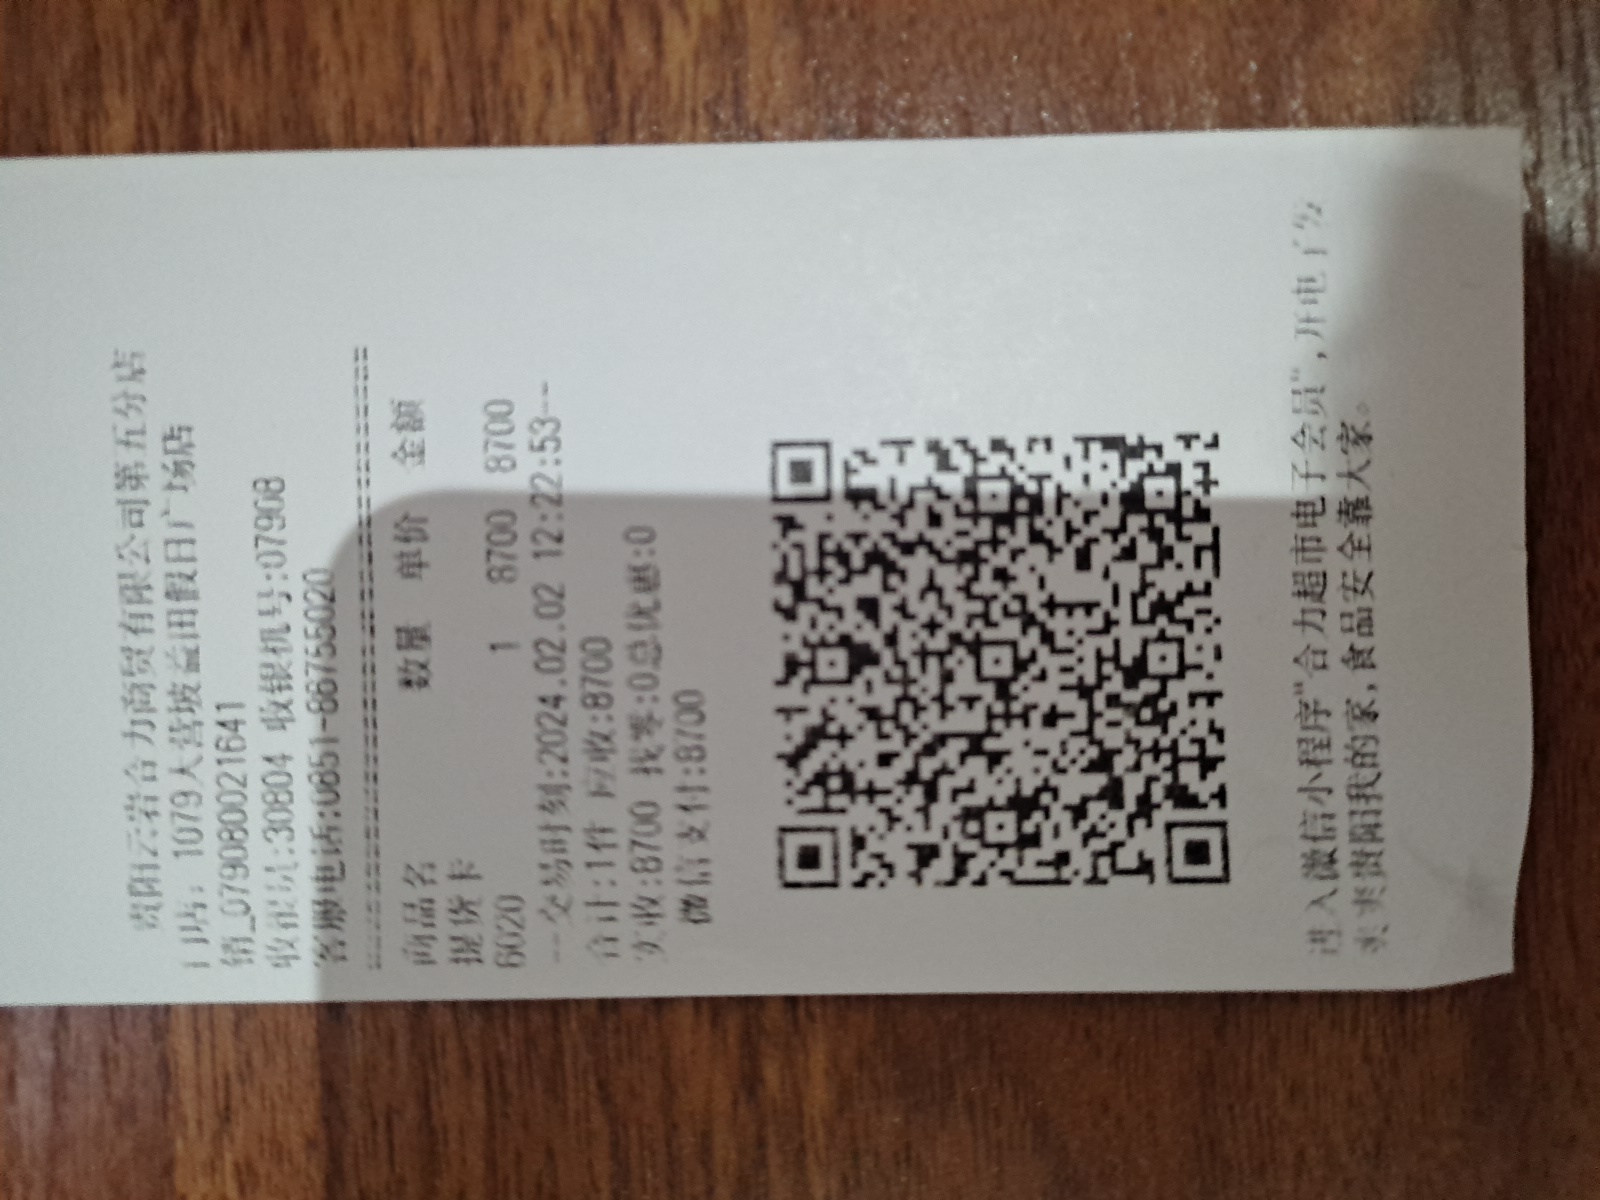 贵阳云岩合力商贸有限公司第五分店
门店: 1079大营坡益田假日广场店
销_079080021641
收银员:30804 收银机号:07908
客服电话:0851-86755020
商品名 数量 单价 金额
提货卡
6020 1 8700 8700
---交易时刻:2024.02.02 12:22:53---
合计:1件 应收:8700
实收:8700 找零:0总优惠:0
微信支付:8700
进入微信小程序"合力超市电子会员",开电子发
爽爽贵阳我的家,食品安全靠大家。